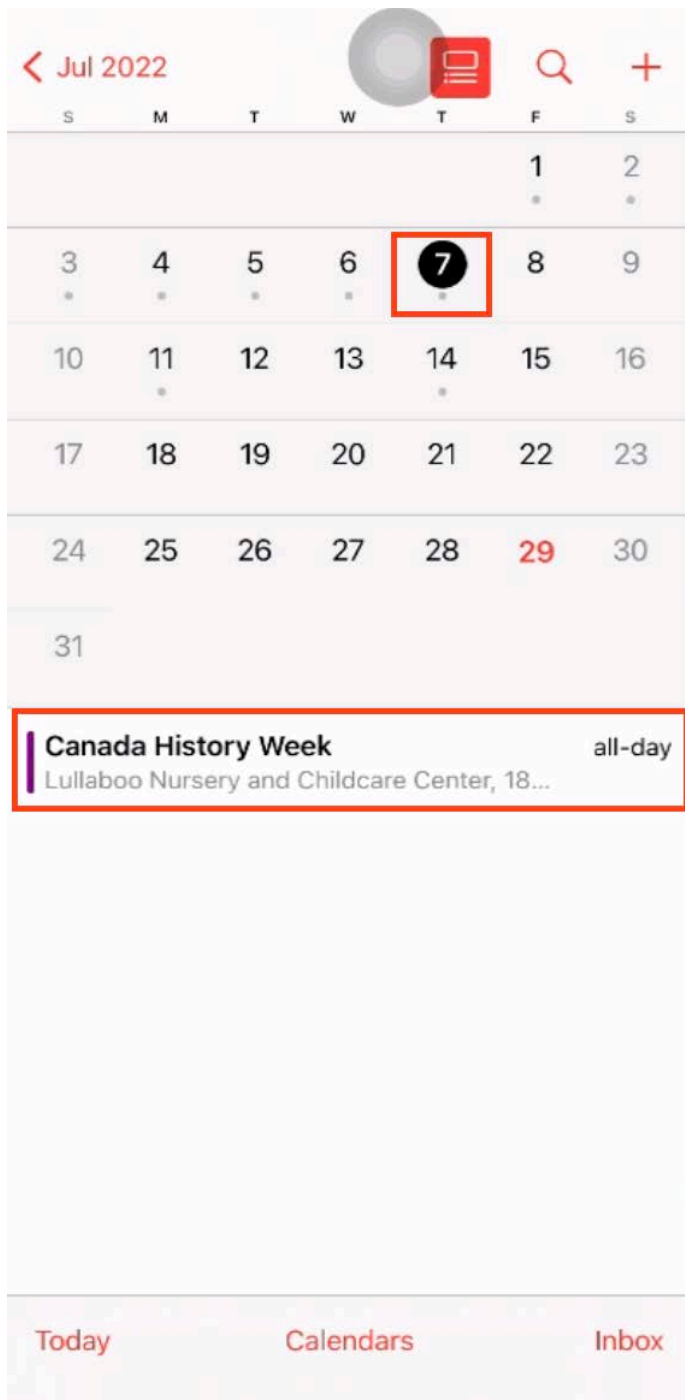 Jul 2022
S M T W T F S
1 2
3 4 5 6 7 8 9
10 11 12 13 14 15 16
17 18 19 20 21 22 23
24 25 26 27 28 29 30
31
Canada History Week all-day
Lullaboo Nursery and Childcare Center, 18...
Today Calendars Inbox